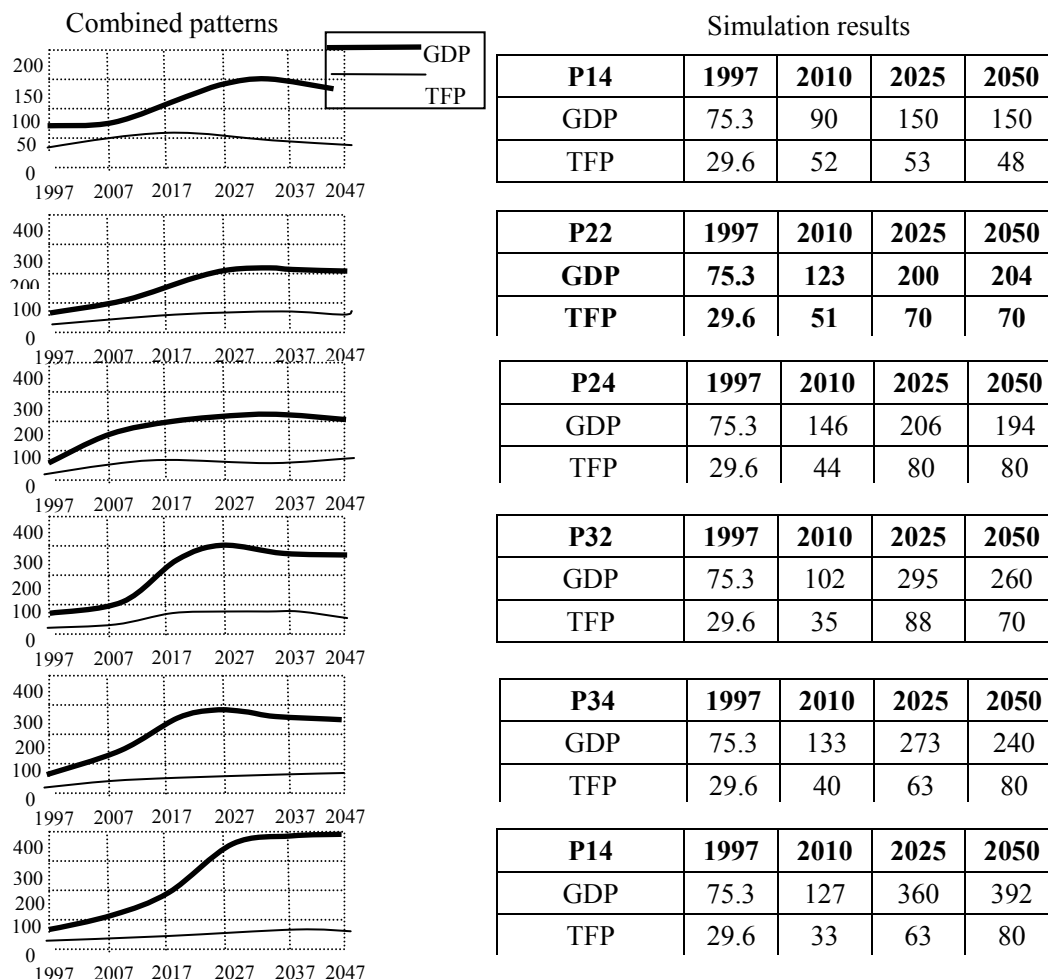 Combined patterns
Simulation results
GDP
TFP
200
150
100
50
0
1997 2007 2017 2027 2037 2047
P14 1997 2010 2025 2050
GDP 75.3 90 150 150
TFP 29.6 52 53 48
400
300
200
100
0
1997 2007 2017 2027 2037 2047
P22 1997 2010 2025 2050
GDP 75.3 123 200 204
TFP 29.6 51 70 70
400
300
200
100
0
1997 2007 2017 2027 2037 2047
P24 1997 2010 2025 2050
GDP 75.3 146 206 194
TFP 29.6 44 80 80
400
300
200
100
0
1997 2007 2017 2027 2037 2047
P32 1997 2010 2025 2050
GDP 75.3 102 295 260
TFP 29.6 35 88 70
400
300
200
100
0
1997 2007 2017 2027 2037 2047
P34 1997 2010 2025 2050
GDP 75.3 133 273 240
TFP 29.6 40 63 80
400
300
200
100
0
1997 2007 2017 2027 2037 2047
P14 1997 2010 2025 2050
GDP 75.3 127 360 392
TFP 29.6 33 63 80